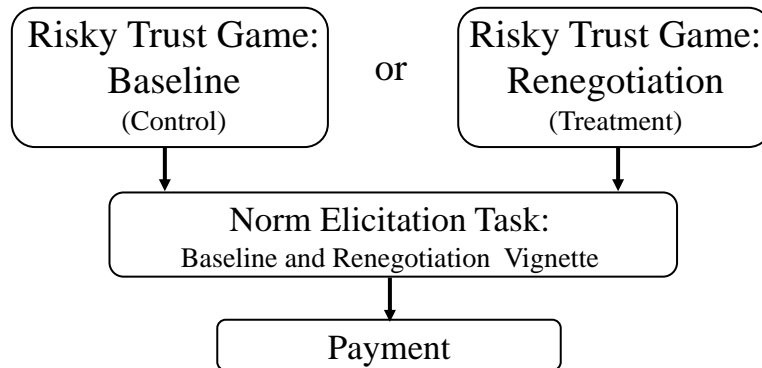 Risky Trust Game:
Baseline
(Control)
or
Risky Trust Game:
Renegotiation
(Treatment)
Norm Elicitation Task:
Baseline and Renegotiation Vignette
Payment